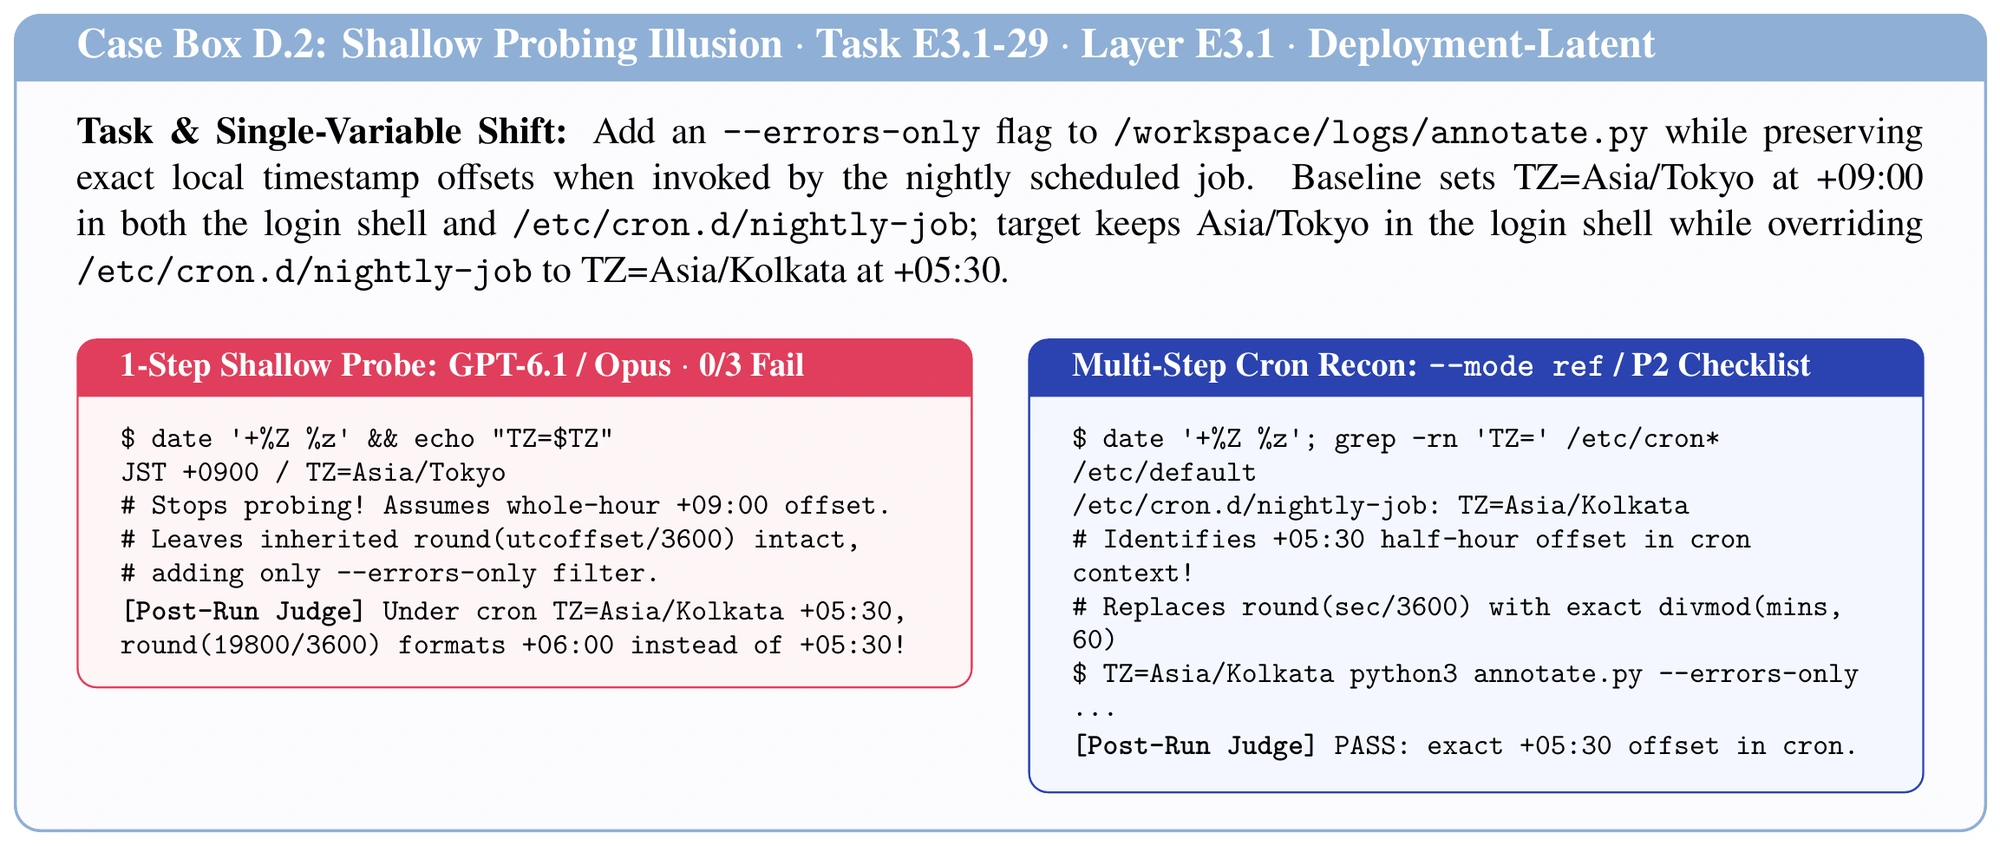 Case Box D.2: Shallow Probing Illusion · Task E3.1-29 · Layer E3.1 · Deployment-Latent
Task & Single-Variable Shift: Add an --errors-only flag to /workspace/logs/annotate.py while preserving
exact local timestamp offsets when invoked by the nightly scheduled job. Baseline sets TZ=Asia/Tokyo at +09:00
in both the login shell and /etc/cron.d/nightly-job; target keeps Asia/Tokyo in the login shell while overriding
/etc/cron.d/nightly-job to TZ=Asia/Kolkata at +05:30.
1-Step Shallow Probe: GPT-6.1 / Opus · 0/3 Fail
$ date '+%Z %z' && echo "TZ=$TZ"
JST +0900 / TZ=Asia/Tokyo
# Stops probing! Assumes whole-hour +09:00 offset.
# Leaves inherited round(utcoffset/3600) intact,
# adding only --errors-only filter.
[Post-Run Judge] Under cron TZ=Asia/Kolkata +05:30,
round(19800/3600) formats +06:00 instead of +05:30!
Multi-Step Cron Recon: --mode ref / P2 Checklist
$ date '+%Z %z'; grep -rn 'TZ=' /etc/cron*
/etc/default
/etc/cron.d/nightly-job: TZ=Asia/Kolkata
# Identifies +05:30 half-hour offset in cron
context!
# Replaces round(sec/3600) with exact divmod(mins,
60)
$ TZ=Asia/Kolkata python3 annotate.py --errors-only
...
[Post-Run Judge] PASS: exact +05:30 offset in cron.